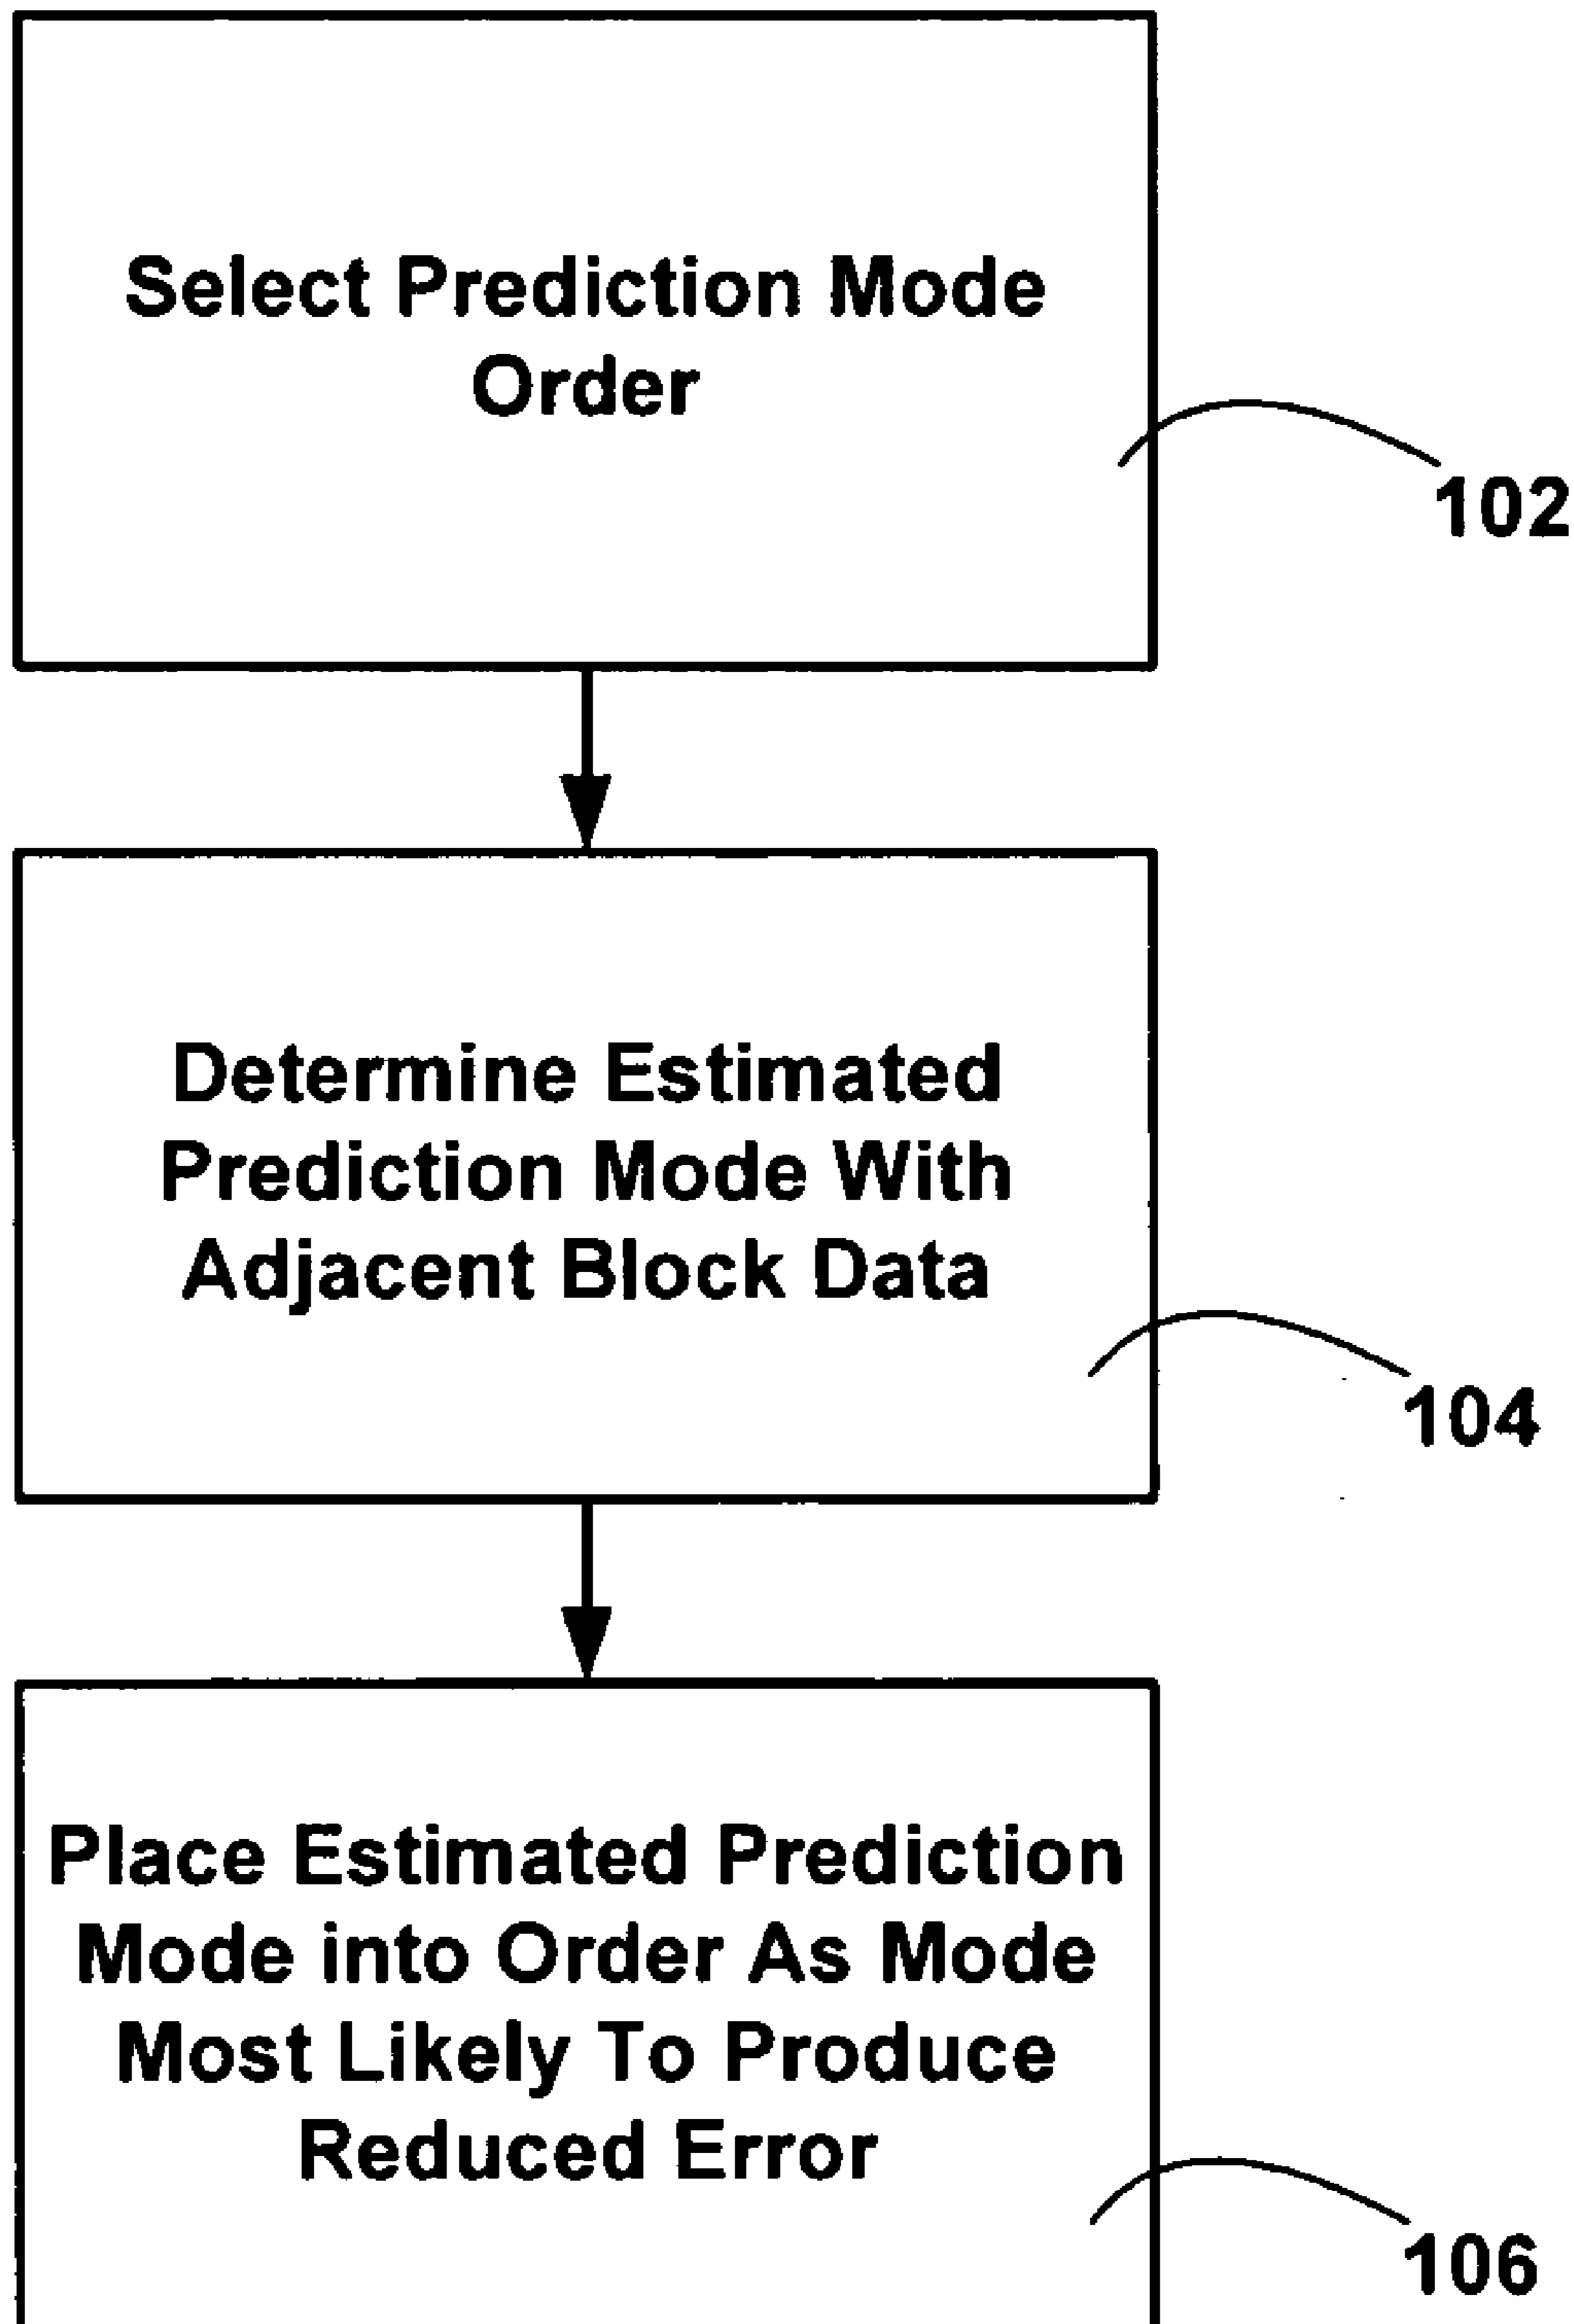 Select Prediction Mode
Order
102
Determine Estimated
Prediction Mode With
Adjacent Block Data
104
Place Estimated Prediction
Mode into Order As Mode
Most Likely To Produce
Reduced Error
106